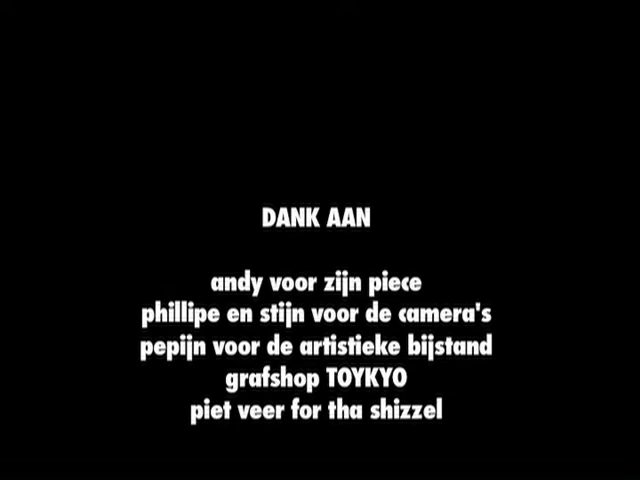 DANK AAN
andy voor zijn piece
phillipe en stijn voor de camera's
pepijn voor de artistieke bijstand
grafshop TOYKYO
piet veer for tha shizzel